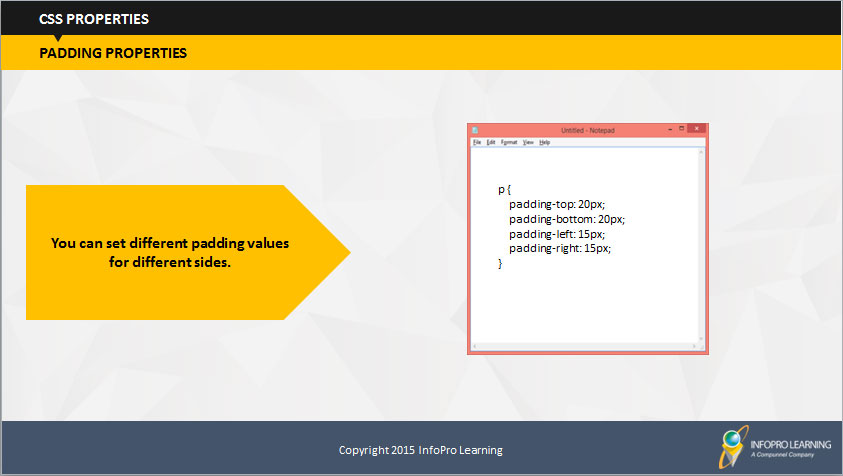 CSS PROPERTIES
PADDING PROPERTIES
You can set different padding values
for different sides.
Untitled - Notepad
File Edit Format View Help
p {
padding-top: 20px;
padding-bottom: 20px;
padding-left: 15px;
padding-right: 15px;
}
Copyright 2015 InfoPro Learning
INFOPRO LEARNING
A Compunnel Company